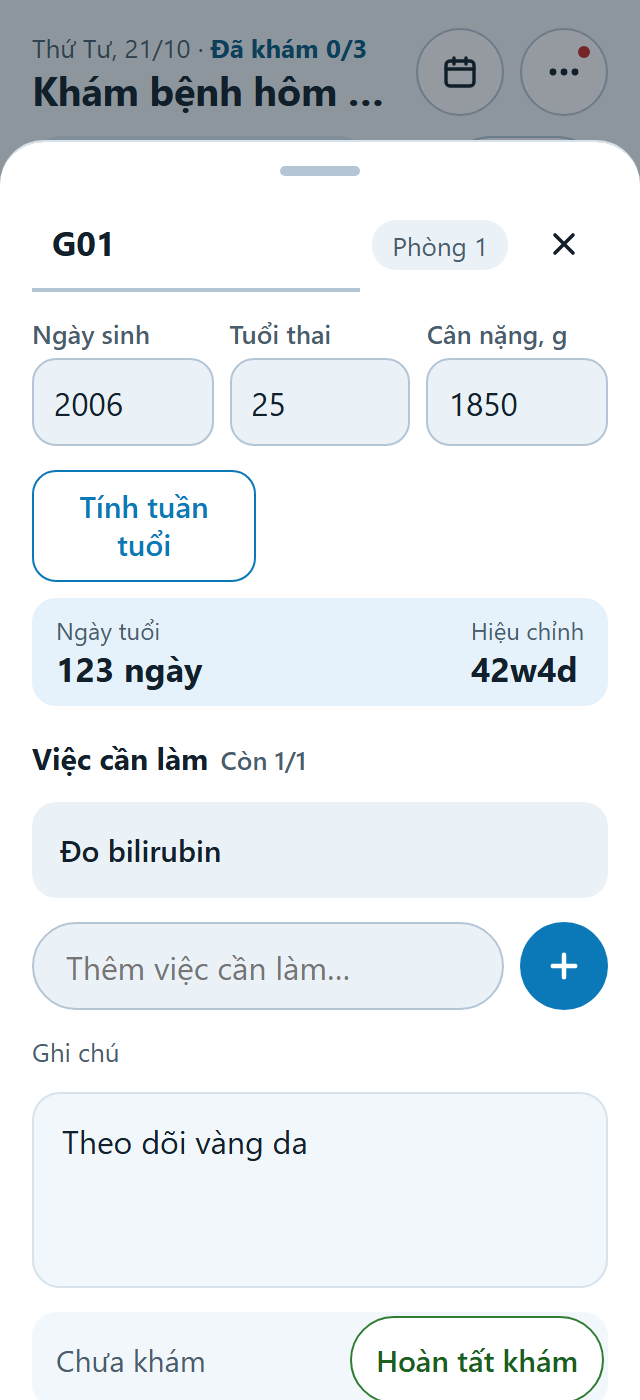 Thứ Tư, 21/10 · Đã khám 0/3
Khám bệnh hôm ...
G01
Phòng 1
Ngày sinh
Tuổi thai
Cân nặng, g
2006
25
1850
Tính tuần
tuổi
Ngày tuổi
Hiệu chỉnh
123 ngày
42w4d
Việc cần làm Còn 1/1
Đo bilirubin
Thêm việc cần làm...
Ghi chú
Theo dõi vàng da
Chưa khám
Hoàn tất khám